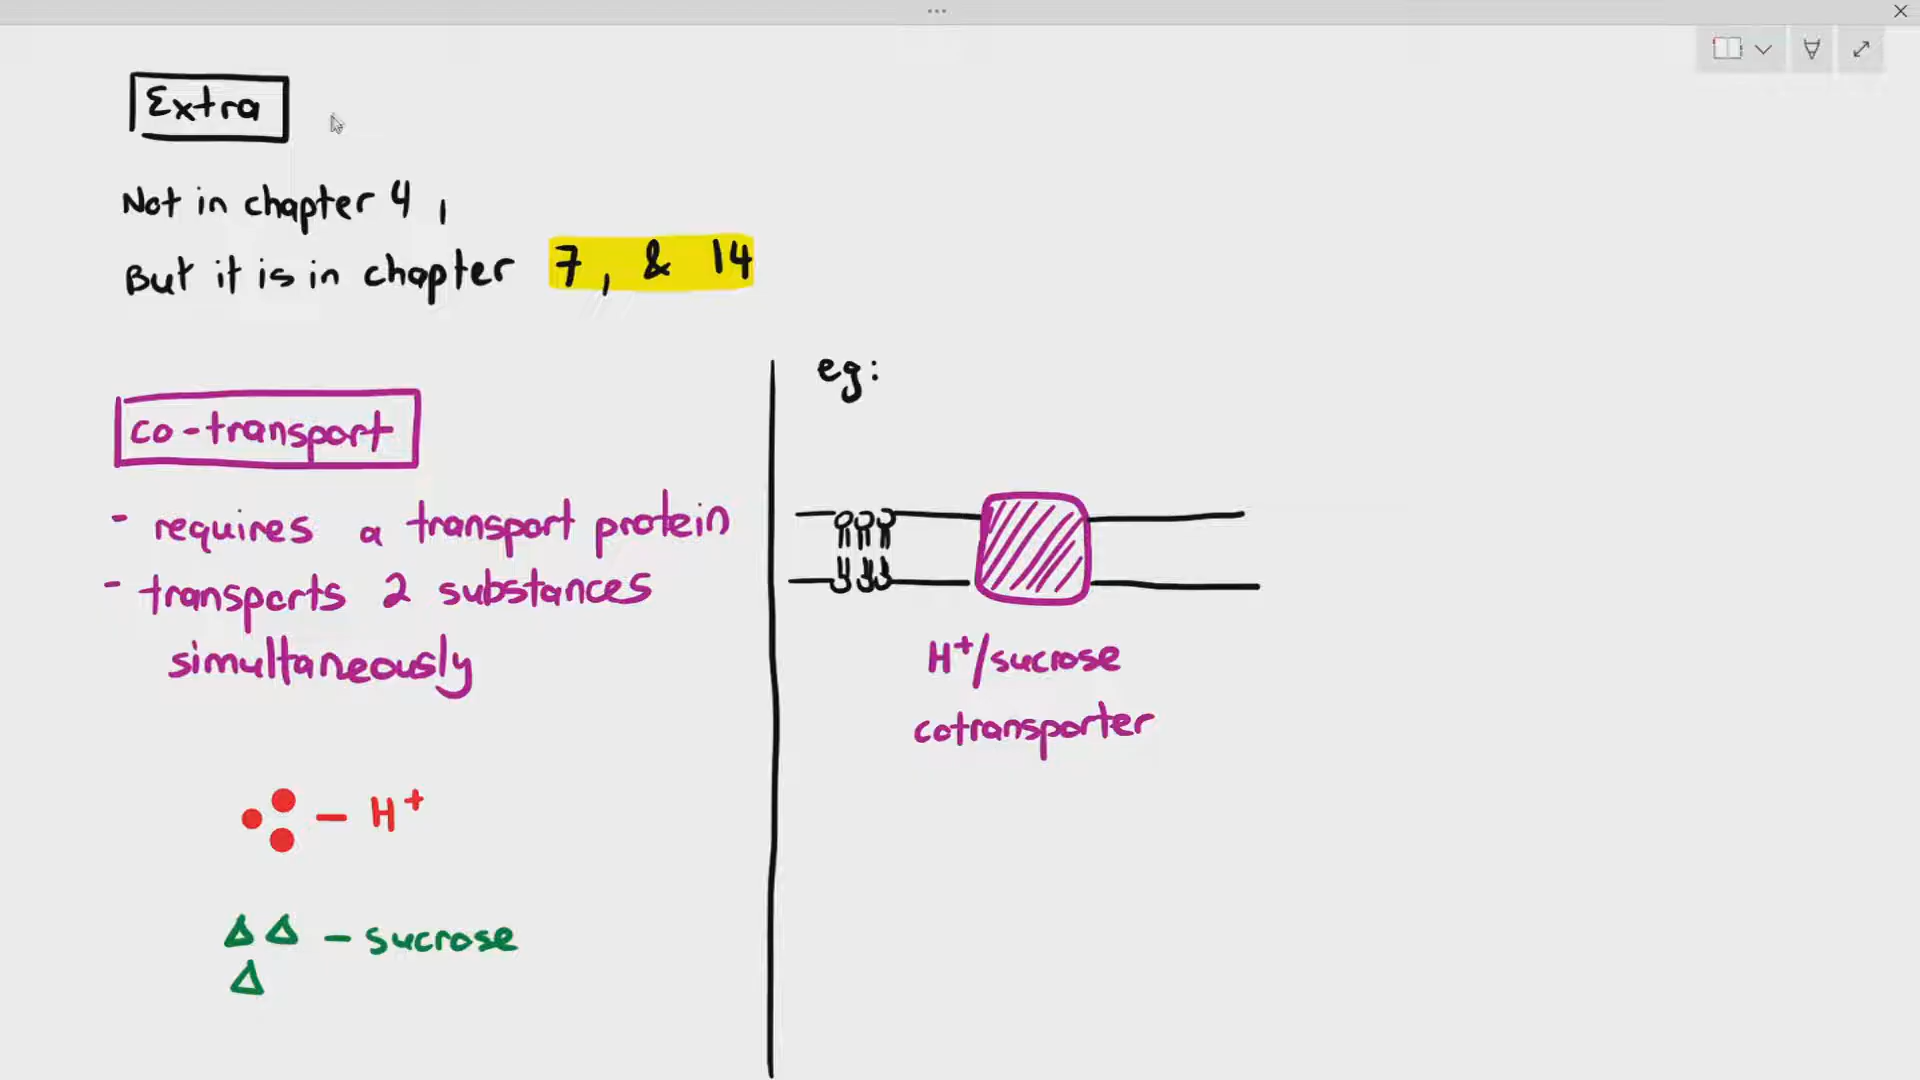 Extra
Not in chapter 4,
But it is in chapter 7, & 14
co-transport
- requires a transport protein
- transports 2 substances
simultaneously
- H+
- sucrose
eg:
H+/sucrose
cotransporter